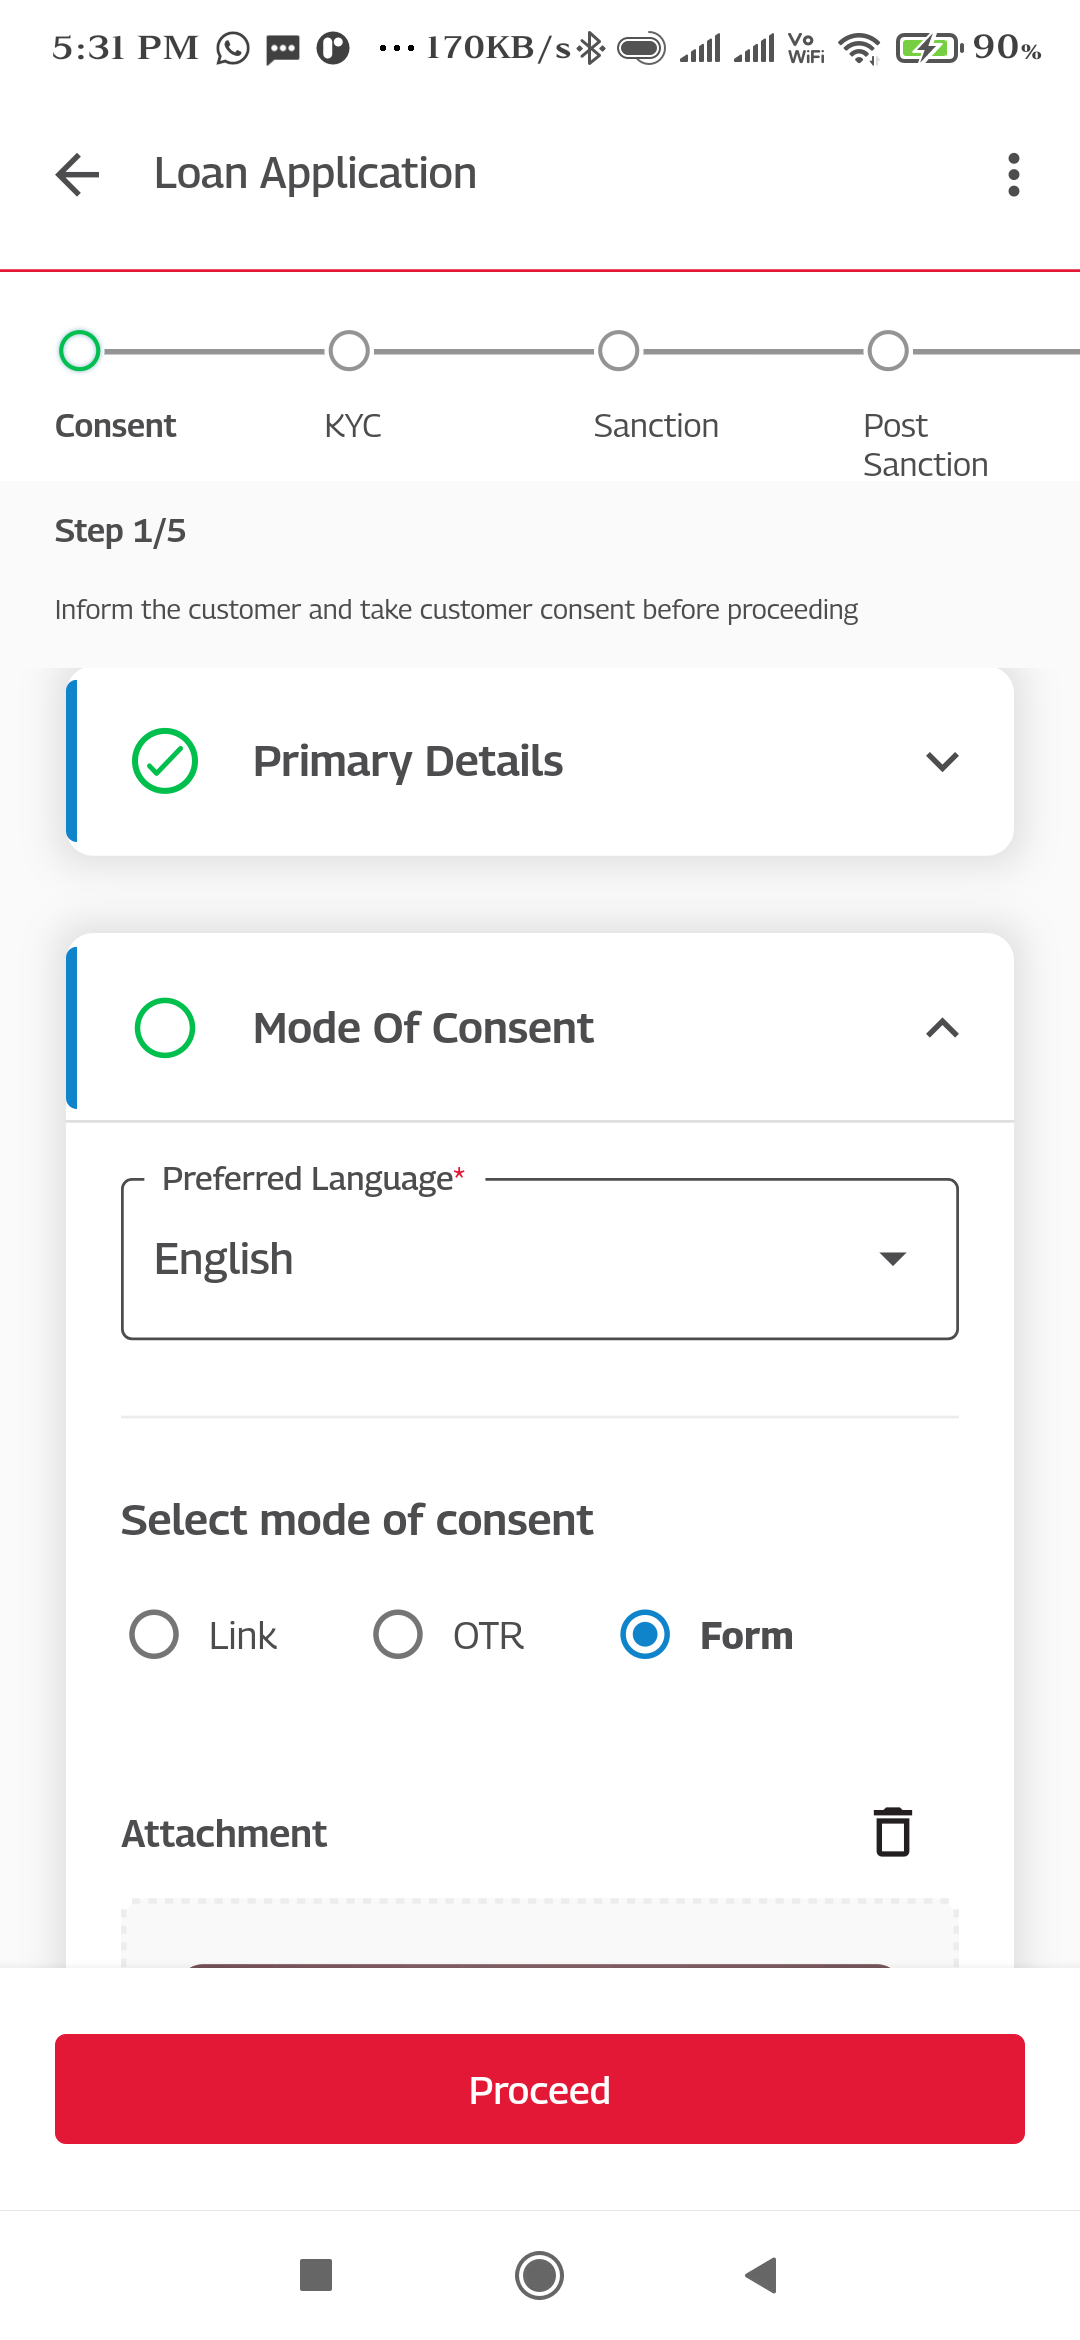 5:31 PM ... 170KB/s Vo WiFi 90%
Loan Application
Consent KYC Sanction Post
Sanction
Step 1/5
Inform the customer and take customer consent before proceeding
Primary Details
Mode Of Consent
Preferred Language*
English
Select mode of consent
Link OTR Form
Attachment
Proceed